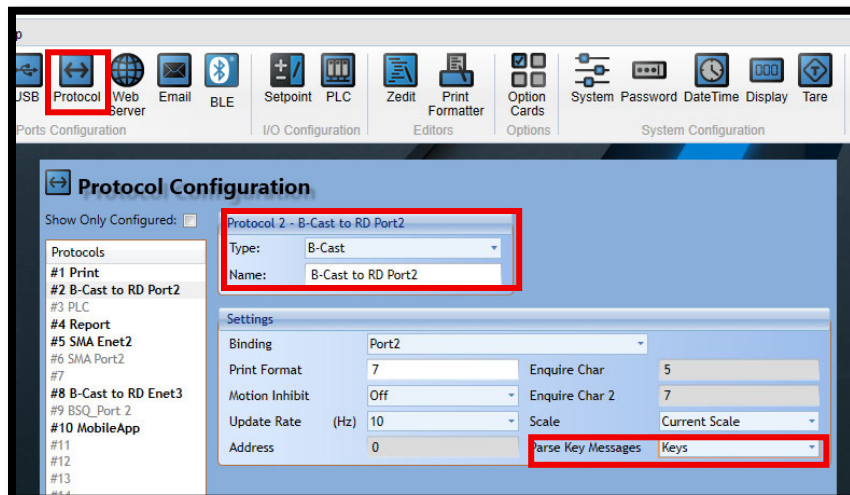 p
USB Protocol Web Server Email BLE Setpoint PLC Zedit Print Formatter Option Cards System Password DateTime Display Tare
Ports Configuration I/O Configuration Editors Options System Configuration
Protocol Configuration
Show Only Configured:
Protocols
#1 Print
#2 B-Cast to RD Port2
#3 PLC
#4 Report
#5 SMA Enet2
#6 SMA Port2
#7
#8 B-Cast to RD Enet3
#9 BSQ_Port 2
#10 MobileApp
#11
#12
#13
Protocol 2 - B-Cast to RD Port2
Type: B-Cast
Name: B-Cast to RD Port2
Settings
Binding Port2
Print Format 7 Enquire Char 5
Motion Inhibit Off Enquire Char 2 7
Update Rate (Hz) 10 Scale Current Scale
Address 0 Parse Key Messages Keys